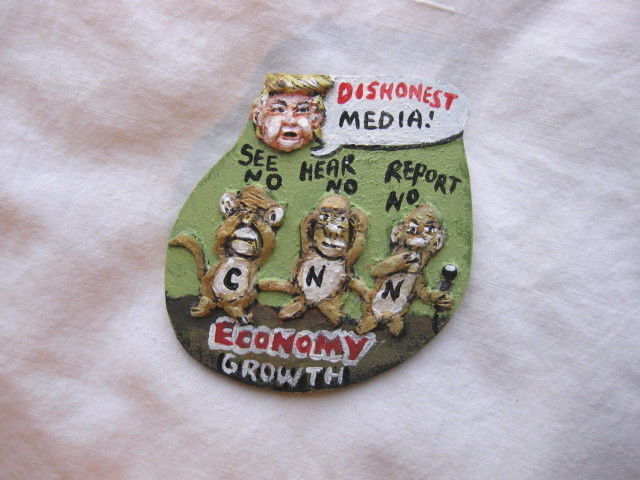 DISHONEST
MEDIA!
SEE
NO
HEAR
NO
REPORT
NO
C N N
ECONOMY
GROWTH